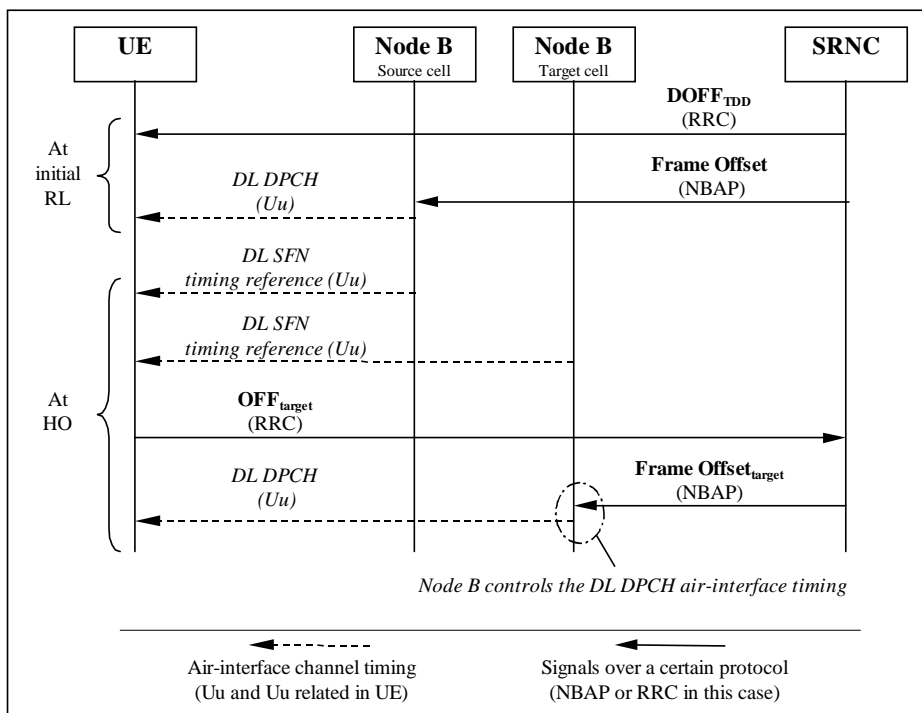 UE
Node B
Source cell
Node B
Target cell
SRNC
DOFF_TDD
(RRC)
At
initial
RL
Frame Offset
(NBAP)
DL DPCH
(Uu)
DL SFN
timing reference (Uu)
DL SFN
timing reference (Uu)
At
HO
OFF_target
(RRC)
Frame Offset_target
(NBAP)
DL DPCH
(Uu)
Node B controls the DL DPCH air-interface timing
Air-interface channel timing
(Uu and Uu related in UE)
Signals over a certain protocol
(NBAP or RRC in this case)